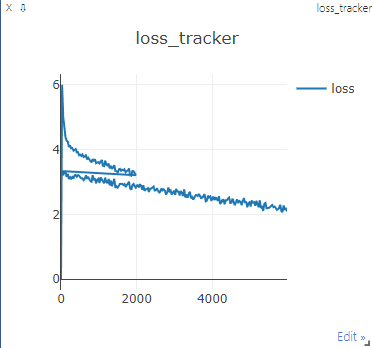 X ⇩ loss_tracker
loss_tracker
loss
6
4
2
0
0 2000 4000
Edit »